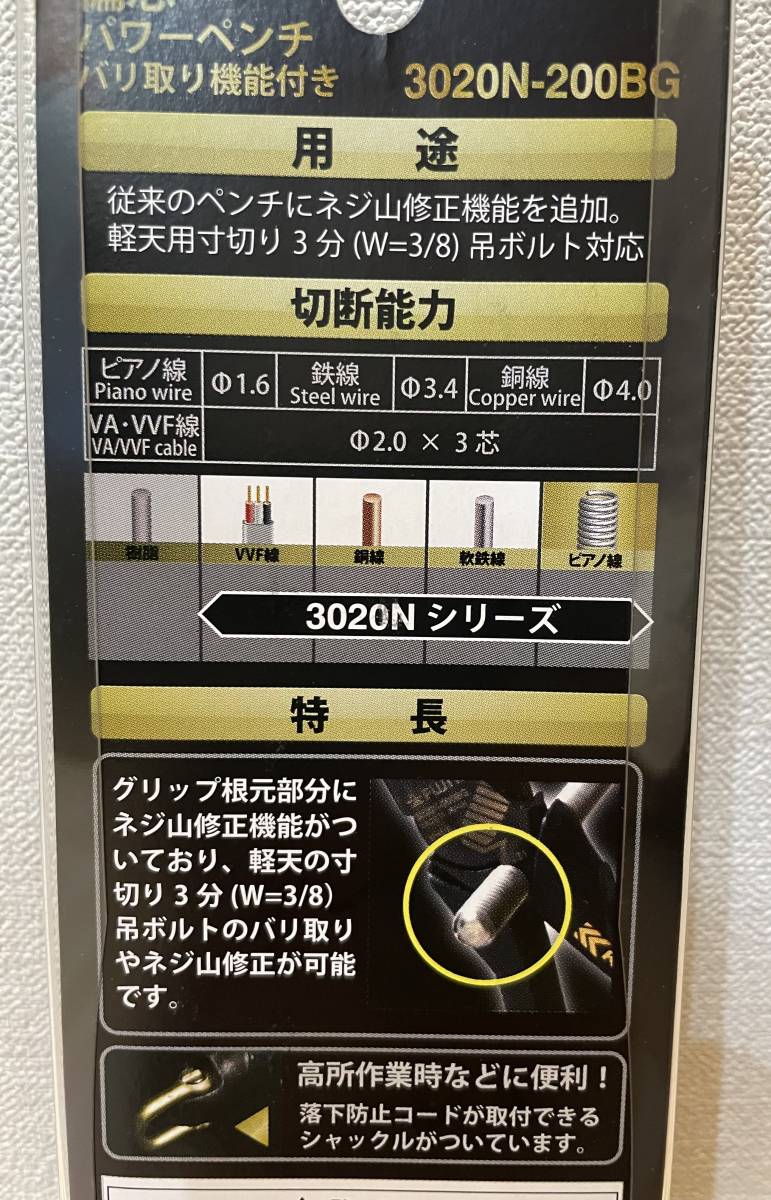 パワーペンチ
バリ取り機能付き 3020N-200BG
用途
従来のペンチにネジ山修正機能を追加。
軽天用寸切り3分(W=3/8)吊ボルト対応
切断能力
ピアノ線 Piano wire Φ1.6 鉄線 Steel wire Φ3.4 銅線 Copper wire Φ4.0
VA・VVF線 VA/VVF cable Φ2.0 × 3芯
樹脂 VVF線 銅線 軟鉄線 ピアノ線
3020N シリーズ
特長
グリップ根元部分に
ネジ山修正機能がつ
いており、軽天の寸
切り3分(W=3/8)
吊ボルトのバリ取り
やネジ山修正が可能
です。
高所作業時などに便利！
落下防止コードが取付できる
シャックルがついています。